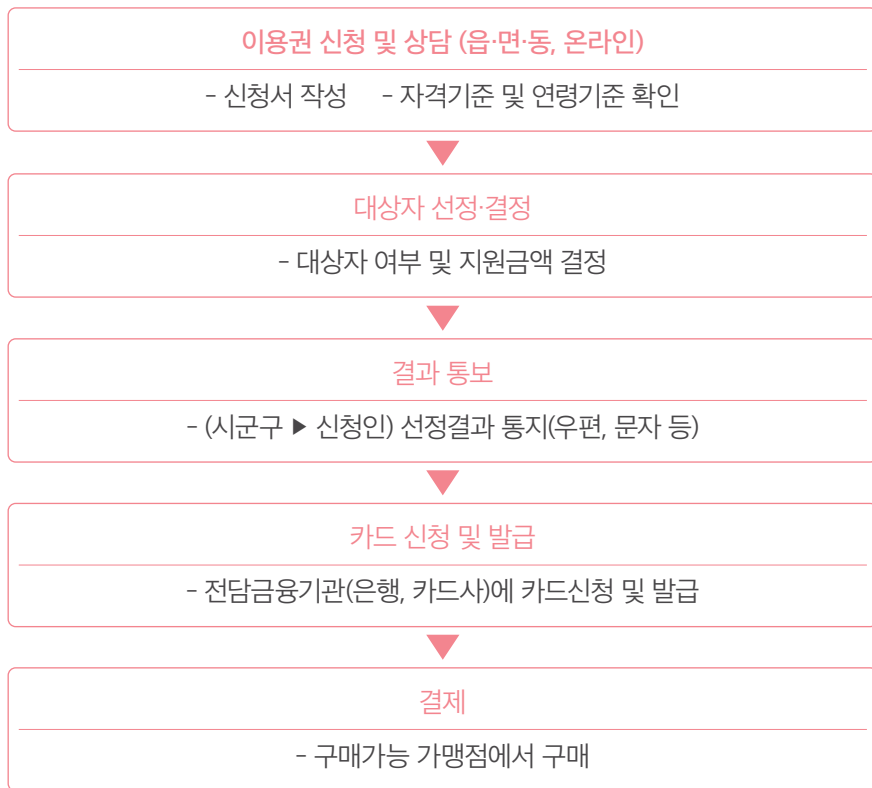 이용권 신청 및 상담 (읍·면·동, 온라인)
- 신청서 작성 - 자격기준 및 연령기준 확인
대상자 선정·결정
- 대상자 여부 및 지원금액 결정
결과 통보
- (시군구 ▶ 신청인) 선정결과 통지(우편, 문자 등)
카드 신청 및 발급
- 전담금융기관(은행, 카드사)에 카드신청 및 발급
결제
- 구매가능 가맹점에서 구매